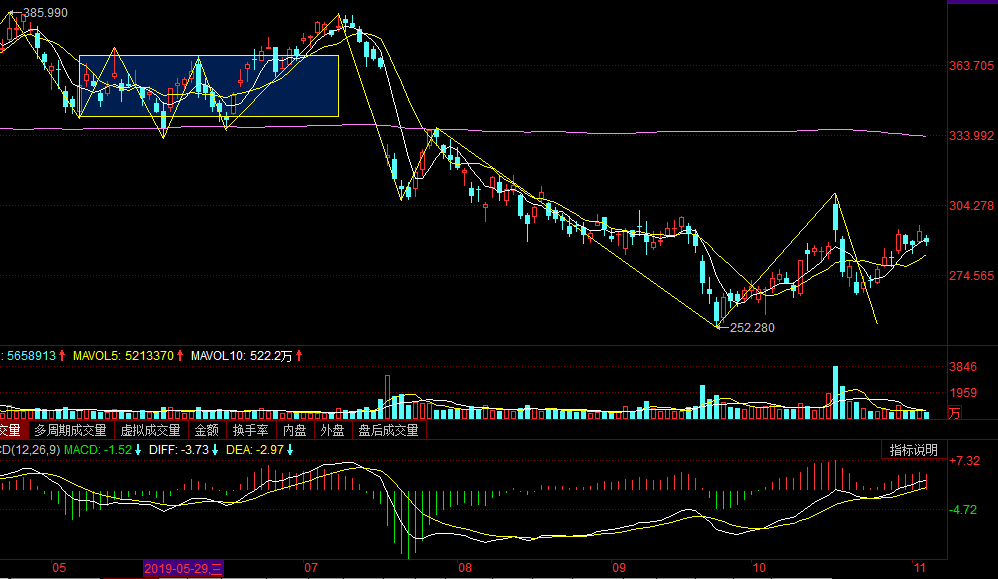 385.990
363.705
333.992
304.278
274.565
252.280
: 5658913 MAVOL5: 5213370 MAVOL10: 522.2万
3846
1959
万
交量 多周期成交量 虚拟成交量 金额 换手率 内盘 外盘 盘后成交量
CD(12,26,9) MACD: -1.52 DIFF: -3.73 DEA: -2.97 指标说明
+7.32
-4.72
05 2019-05-29,三 07 08 09 10 11